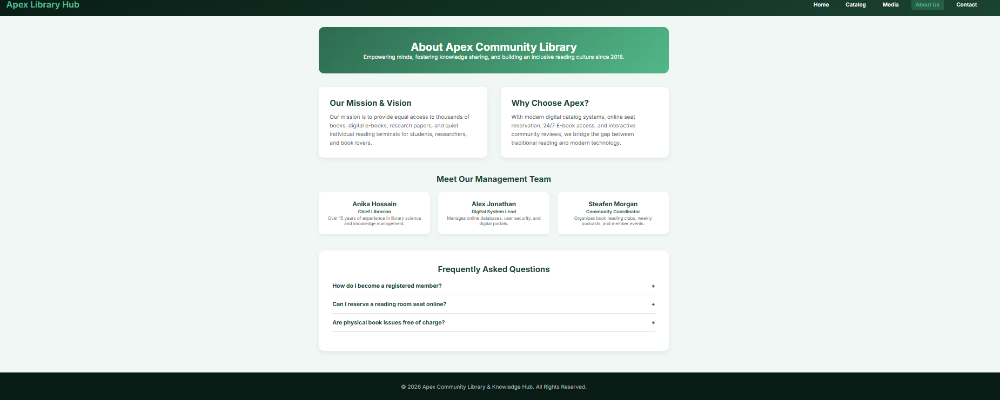 Apex Library Hub
Home Catalog Media About Us Contact
About Apex Community Library
Empowering minds, fostering knowledge sharing, and building an inclusive reading culture since 2018.
Our Mission & Vision
Our mission is to provide equal access to thousands of
books, digital e-books, research papers, and quiet
individual reading terminals for students, researchers,
and book lovers.
Why Choose Apex?
With modern digital catalog systems, online seat
reservation, 24/7 E-book access, and interactive
community reviews, we bridge the gap between
traditional reading and modern technology.
Meet Our Management Team
Anika Hossain
Chief Librarian
Over 15 years of experience in library science
and knowledge management.
Alex Jonathan
Digital System Lead
Manages online databases, user security, and
digital portals.
Steafen Morgan
Community Coordinator
Organizes book reading clubs, weekly
podcasts, and member events.
Frequently Asked Questions
How do I become a registered member? +
Can I reserve a reading room seat online? +
Are physical book issues free of charge? +
© 2026 Apex Community Library & Knowledge Hub. All Rights Reserved.